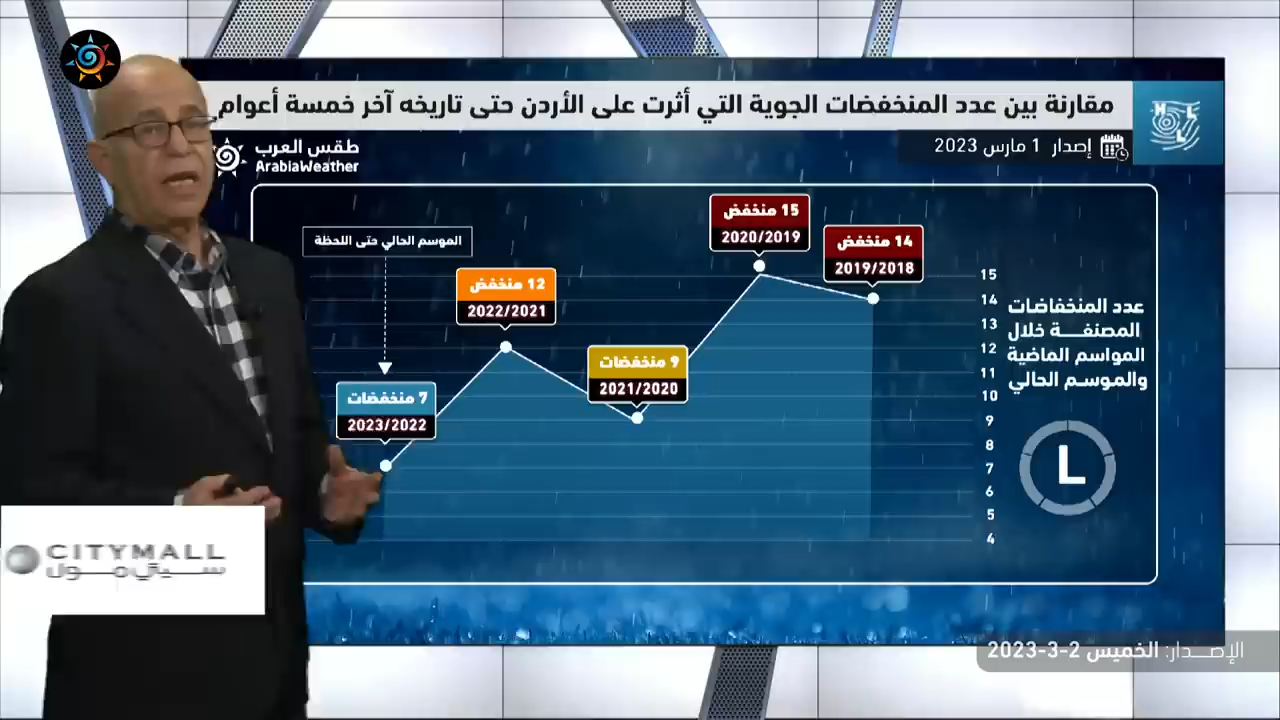 مقارنة بين عدد المنخفضات الجوية التي أثرت على الأردن حتى تاريخه آخر خمسة أعوام
إصدار 1 مارس 2023
طقس العرب
ArabiaWeather
H L
L
15 منخفض
2020/2019
14 منخفض
2019/2018
الموسم الحالي حتى اللحظة
12 منخفض
2022/2021
9 منخفضات
2021/2020
7 منخفضات
2023/2022
15
14
13
12
11
10
9
8
7
6
5
4
عدد المنخفاضات
المصنفة خلال
المواسم الماضية
والموسم الحالي
L
CITYMALL
سيتي مول
الإصدار: الخميس 2-3-2023